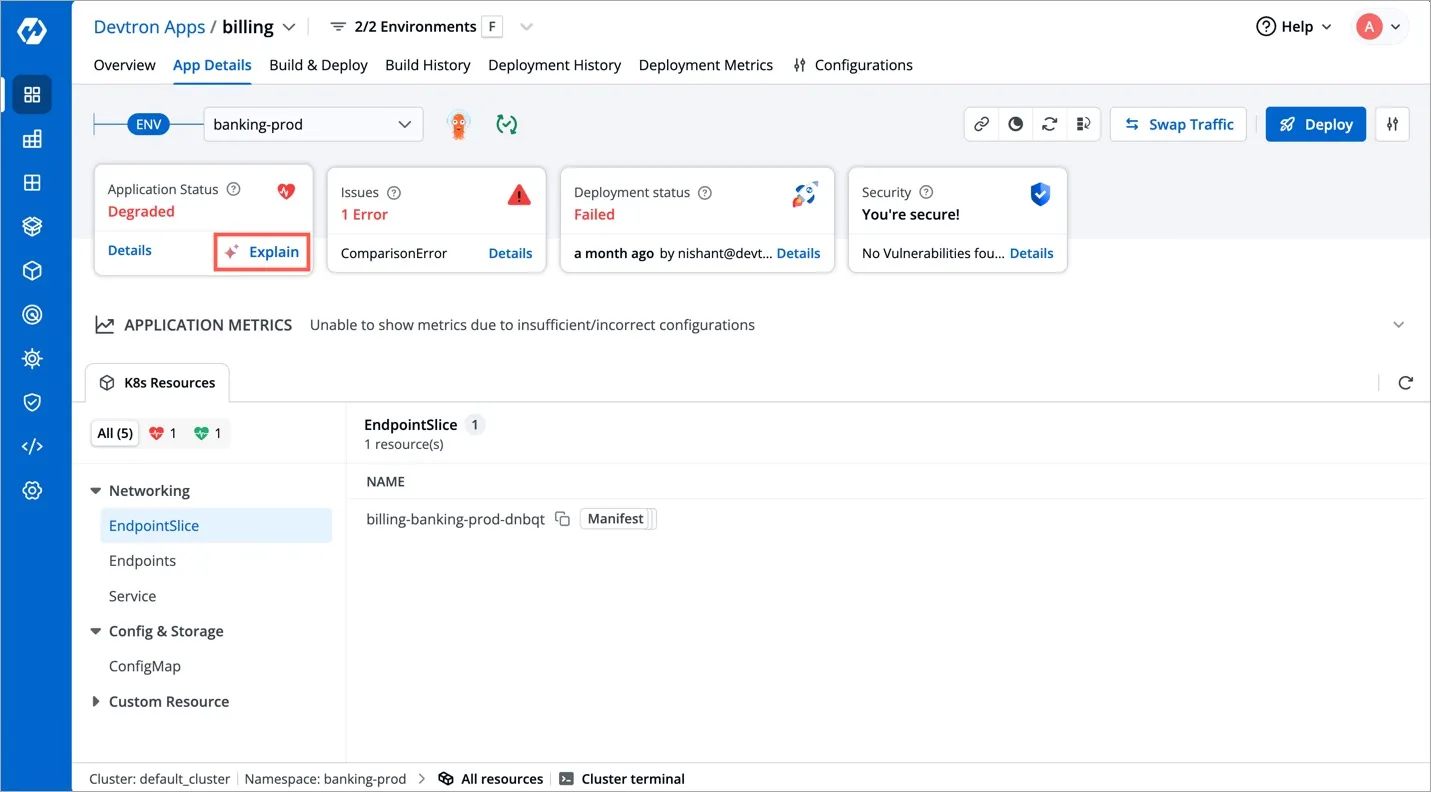 Devtron Apps / billing 2/2 Environments F Help A
Overview App Details Build & Deploy Build History Deployment History Deployment Metrics Configurations
ENV banking-prod Swap Traffic Deploy
Application Status ?
Degraded
Details Explain
Issues ?
1 Error
ComparisonError Details
Deployment status ?
Failed
a month ago by nishant@devt... Details
Security ?
You're secure!
No Vulnerabilities fou... Details
APPLICATION METRICS Unable to show metrics due to insufficient/incorrect configurations
K8s Resources
All (5) 1 1
Networking
EndpointSlice
Endpoints
Service
Config & Storage
ConfigMap
Custom Resource
EndpointSlice 1
1 resource(s)
NAME
billing-banking-prod-dnbqt Manifest
Cluster: default_cluster Namespace: banking-prod All resources Cluster terminal